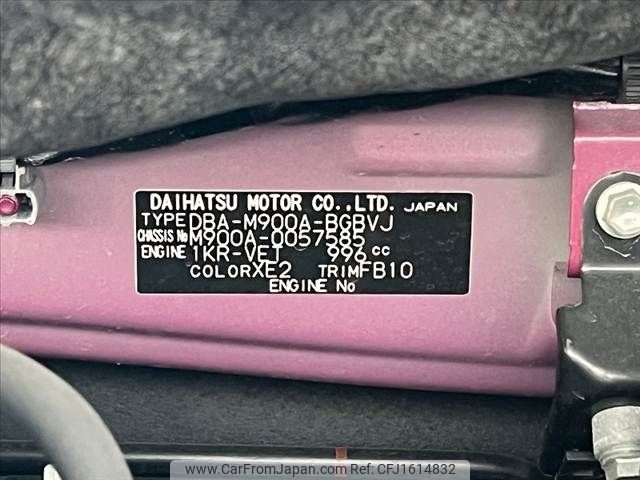 DAIHATSU MOTOR CO.,LTD. JAPAN
TYPE DBA-M900A-BGBVJ
CHASSIS No M900A-0057585
ENGINE 1KR-VET 996 cc
COLOR XE2 TRIM FB10
ENGINE No
www.CarFromJapan.com - CFJ1614832